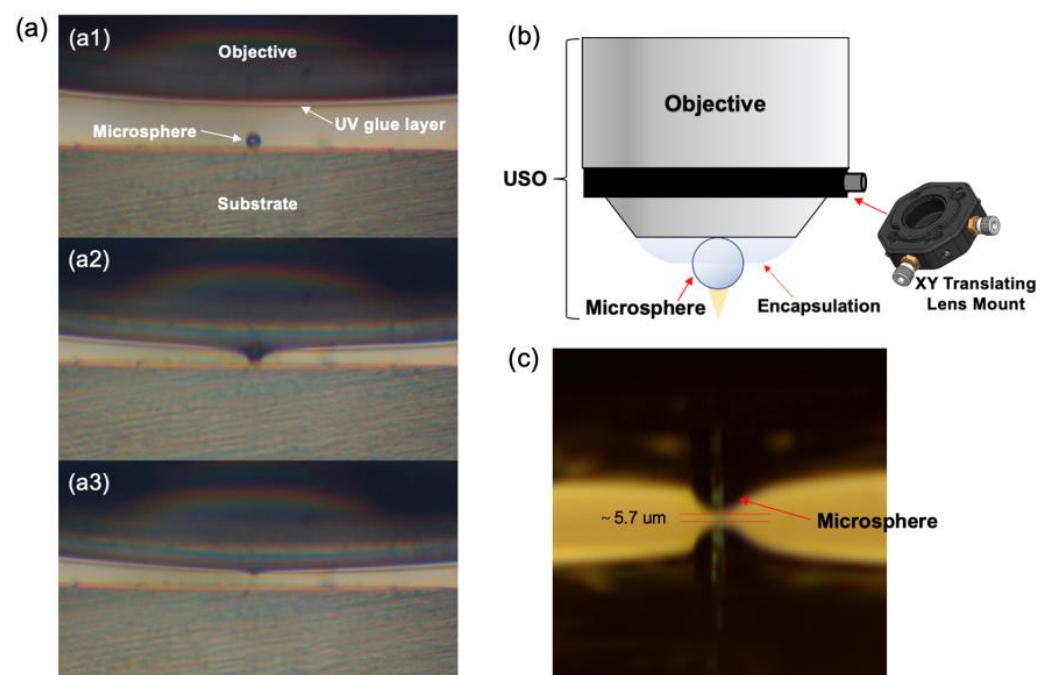 (a)
(a1)
Objective
UV glue layer
Microsphere
Substrate
(a2)
(a3)
(b)
Objective
USO
Microsphere
Encapsulation
XY Translating
Lens Mount
(c)
~ 5.7 um
Microsphere